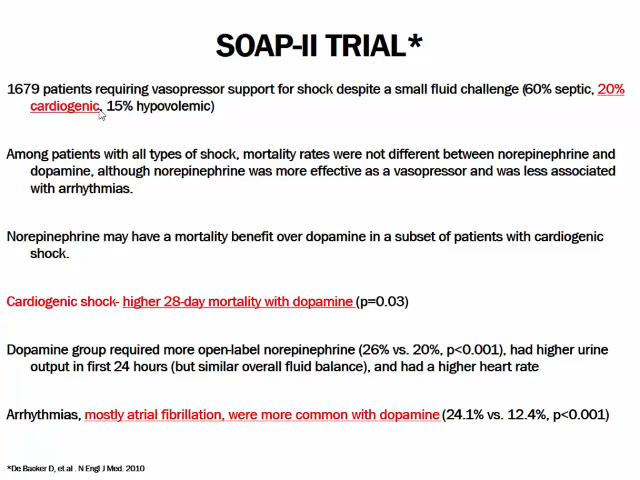 SOAP-II TRIAL*
1679 patients requiring vasopressor support for shock despite a small fluid challenge (60% septic, 20%
cardiogenic, 15% hypovolemic)
Among patients with all types of shock, mortality rates were not different between norepinephrine and
dopamine, although norepinephrine was more effective as a vasopressor and was less associated
with arrhythmias.
Norepinephrine may have a mortality benefit over dopamine in a subset of patients with cardiogenic
shock.
Cardiogenic shock- higher 28-day mortality with dopamine (p=0.03)
Dopamine group required more open-label norepinephrine (26% vs. 20%, p<0.001), had higher urine
output in first 24 hours (but similar overall fluid balance), and had a higher heart rate
Arrhythmias, mostly atrial fibrillation, were more common with dopamine (24.1% vs. 12.4%, p<0.001)
*De Backer D, et al . N Engl J Med. 2010